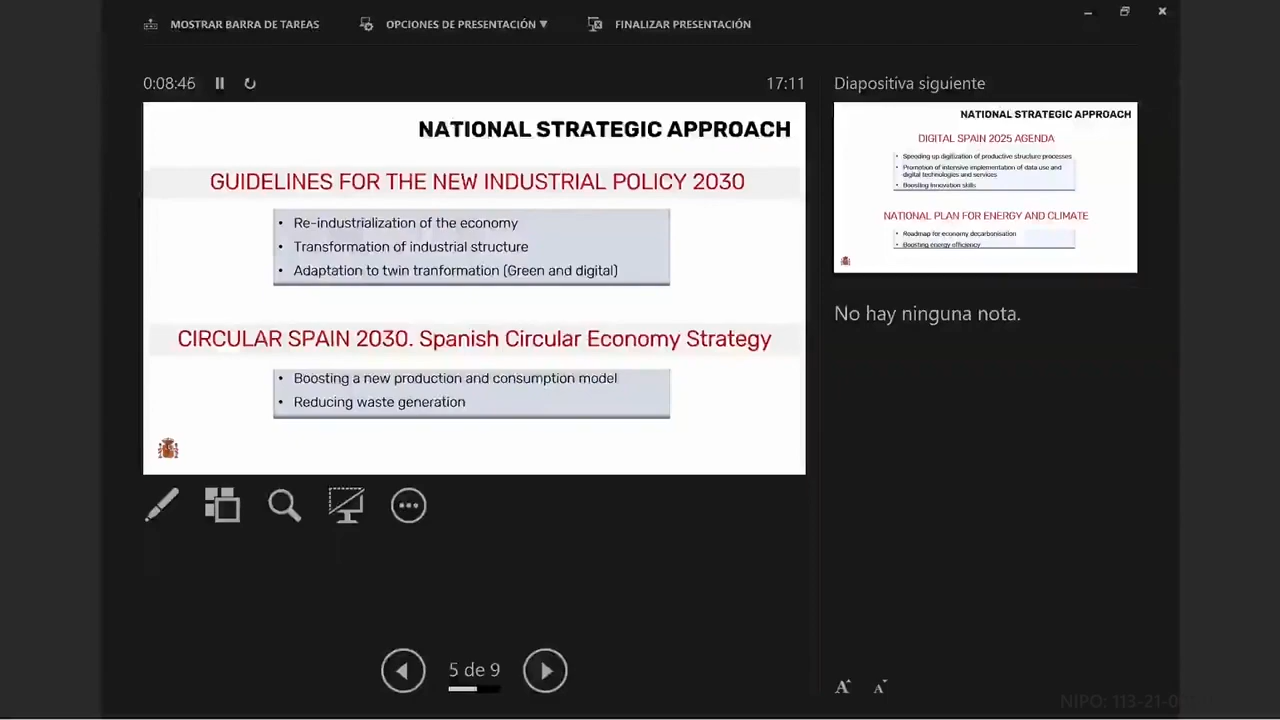 MOSTRAR BARRA DE TAREAS
OPCIONES DE PRESENTACIÓN ▼
FINALIZAR PRESENTACIÓN
0:08:46
17:11
NATIONAL STRATEGIC APPROACH
GUIDELINES FOR THE NEW INDUSTRIAL POLICY 2030
• Re-industrialization of the economy
• Transformation of industrial structure
• Adaptation to twin tranformation (Green and digital)
CIRCULAR SPAIN 2030. Spanish Circular Economy Strategy
• Boosting a new production and consumption model
• Reducing waste generation
5 de 9
Diapositiva siguiente
NATIONAL STRATEGIC APPROACH
DIGITAL SPAIN 2025 AGENDA
• Speeding up digitization of productive structure processes
• Promotion of intensive implementation of data use and
digital technologies and services
• Boosting innovation skills
NATIONAL PLAN FOR ENERGY AND CLIMATE
• Roadmap for economy decarbonisation
• Boosting energy efficiency
No hay ninguna nota.
A A
NIPO: 113-21-0